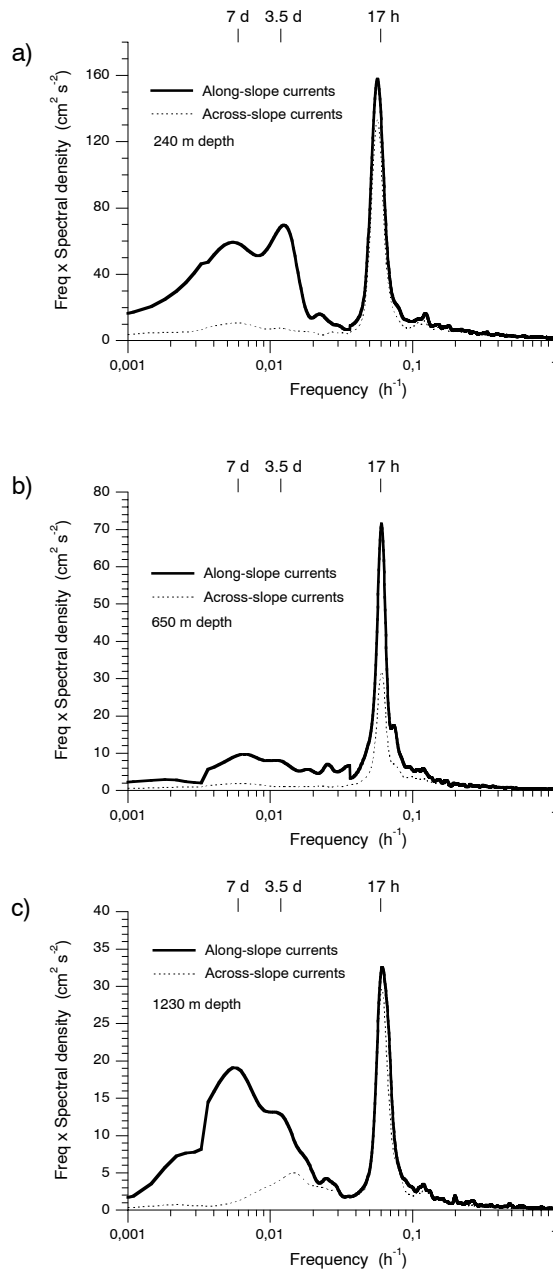 a)
7 d 3.5 d 17 h
Freq x Spectral density (cm² s⁻²)
160
120
80
40
0
Along-slope currents
Across-slope currents
240 m depth
0,001 0,01 0,1 1
Frequency (h⁻¹)
b)
7 d 3.5 d 17 h
Freq x Spectral density (cm² s⁻²)
80
70
60
50
40
30
20
10
0
Along-slope currents
Across-slope currents
650 m depth
0,001 0,01 0,1 1
Frequency (h⁻¹)
c)
7 d 3.5 d 17 h
Freq x Spectral density (cm² s⁻²)
40
35
30
25
20
15
10
5
0
Along-slope currents
Across-slope currents
1230 m depth
0,001 0,01 0,1 1
Frequency (h⁻¹)